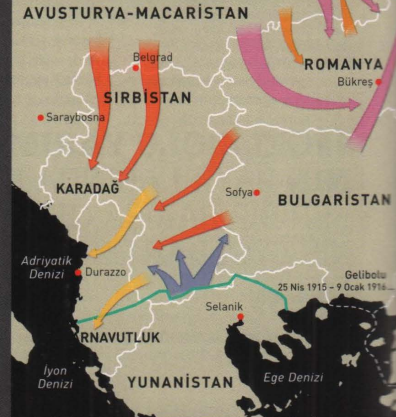 AVUSTURYA-MACARİSTAN
Belgrad
ROMANYA
Bükreş
SIRBİSTAN
Saraybosna
KARADAĞ
Sofya
BULGARİSTAN
Adriyatik
Denizi
Durazzo
Gelibolu
25 Nis 1915 – 9 Ocak 1916
Selanik
RNAVUTLUK
İyon
Denizi
YUNANİSTAN
Ege Denizi